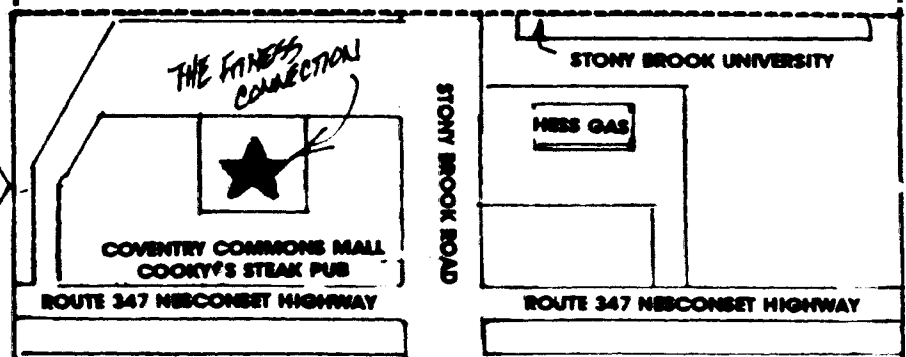 THE FITNESS
CONNECTION
STONY BROOK UNIVERSITY
HESS GAS
STONY BROOK ROAD
COVENTRY COMMONS MALL
COOKY'S STEAK PUB
ROUTE 347 NESCONSET HIGHWAY
ROUTE 347 NESCONSET HIGHWAY